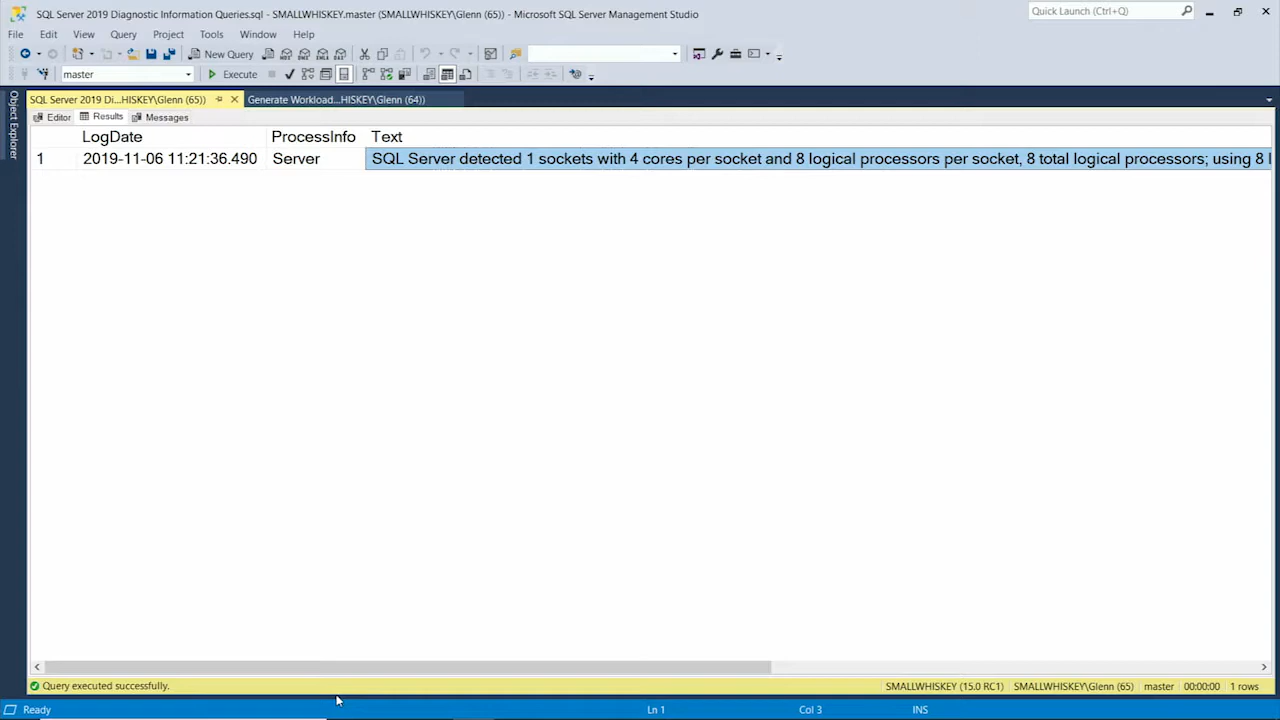 SQL Server 2019 Diagnostic Information Queries.sql - SMALLWHISKEY.master (SMALLWHISKEY\Glenn (65)) - Microsoft SQL Server Management Studio
Quick Launch (Ctrl+Q)
File Edit View Query Project Tools Window Help
New Query
master Execute
SQL Server 2019 Di...HISKEY\Glenn (65)) Generate Workload...HISKEY\Glenn (64))
Object Explorer
Editor Results Messages
LogDate ProcessInfo Text
1 2019-11-06 11:21:36.490 Server SQL Server detected 1 sockets with 4 cores per socket and 8 logical processors per socket, 8 total logical processors; using 8 l
Query executed successfully. SMALLWHISKEY (15.0 RC1) SMALLWHISKEY\Glenn (65) master 00:00:00 1 rows
Ready Ln 1 Col 3 INS